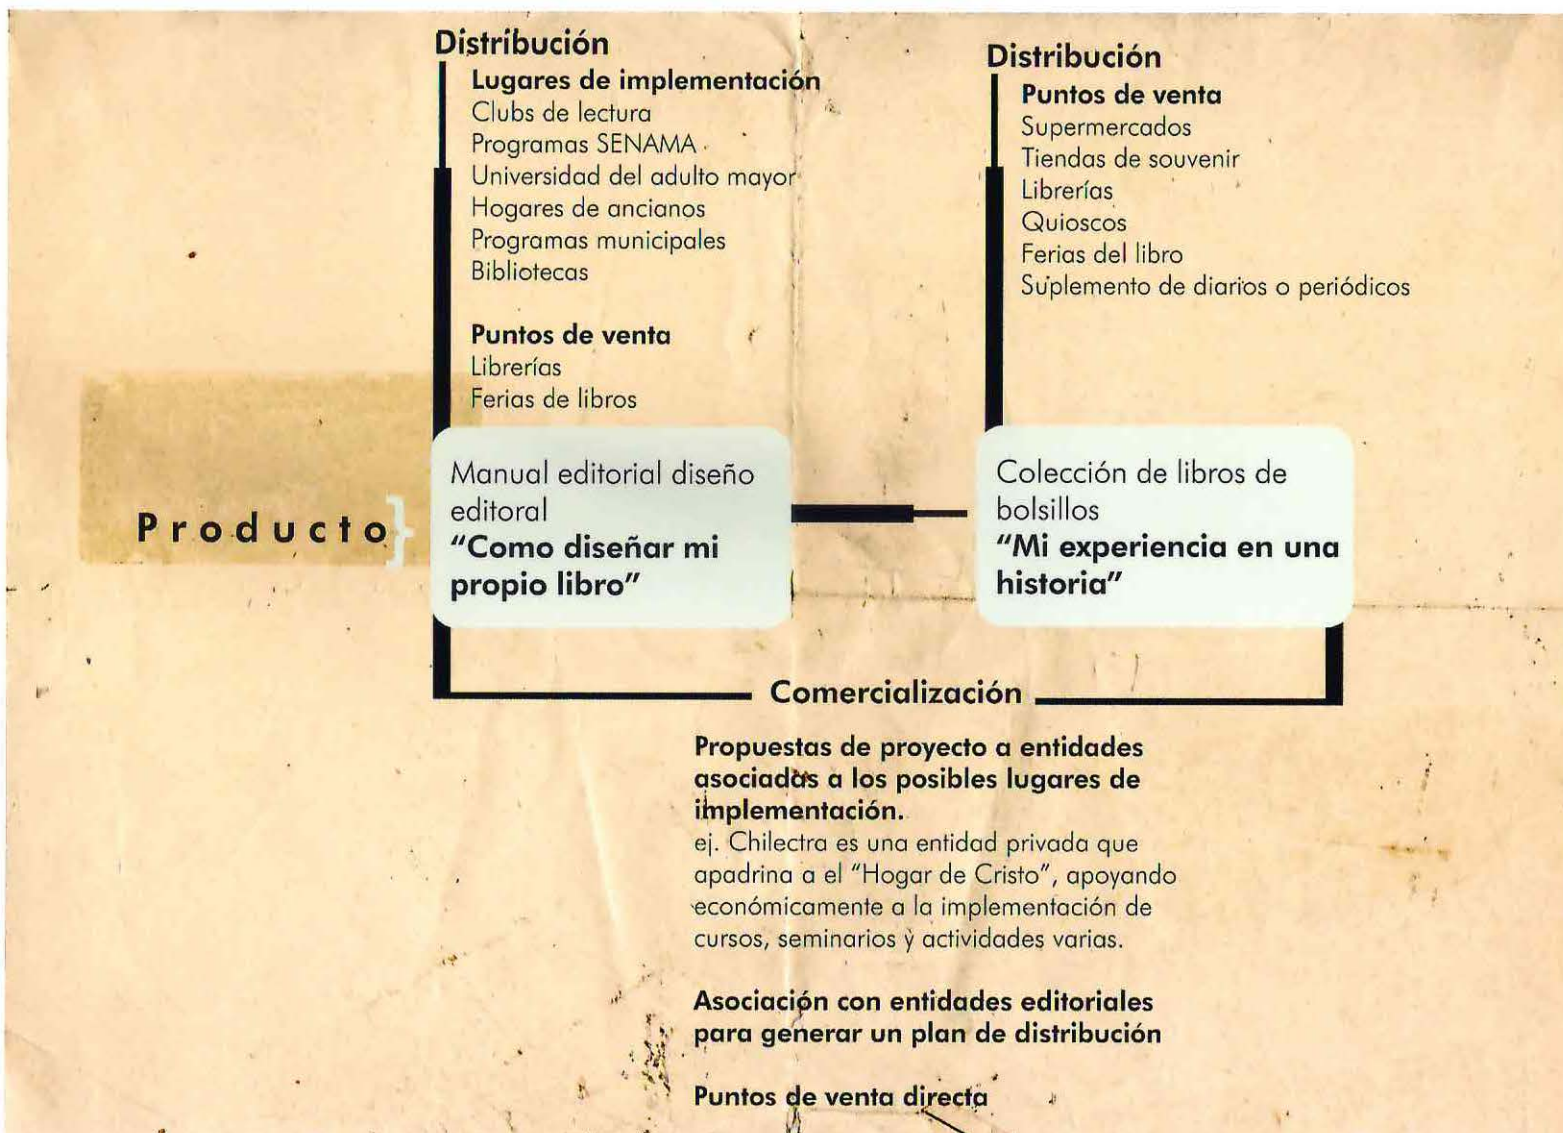 Distribución
Lugares de implementación
Clubs de lectura
Programas SENAMA
Universidad del adulto mayor
Hogares de ancianos
Programas municipales
Bibliotecas
Puntos de venta
Librerías
Ferias de libros
Distribución
Puntos de venta
Supermercados
Tiendas de souvenir
Librerías
Quioscos
Ferias del libro
Suplemento de diarios o periódicos
Producto}
Manual editorial diseño
editoral
“Como diseñar mi
propio libro”
Colección de libros de
bolsillos
“Mi experiencia en una
historia”
Comercialización
Propuestas de proyecto a entidades
asociadas a los posibles lugares de
implementación.
ej. Chilectra es una entidad privada que
apadrina a el “Hogar de Cristo”, apoyando
económicamente a la implementación de
cursos, seminarios y actividades varias.
Asociación con entidades editoriales
para generar un plan de distribución
Puntos de venta directa